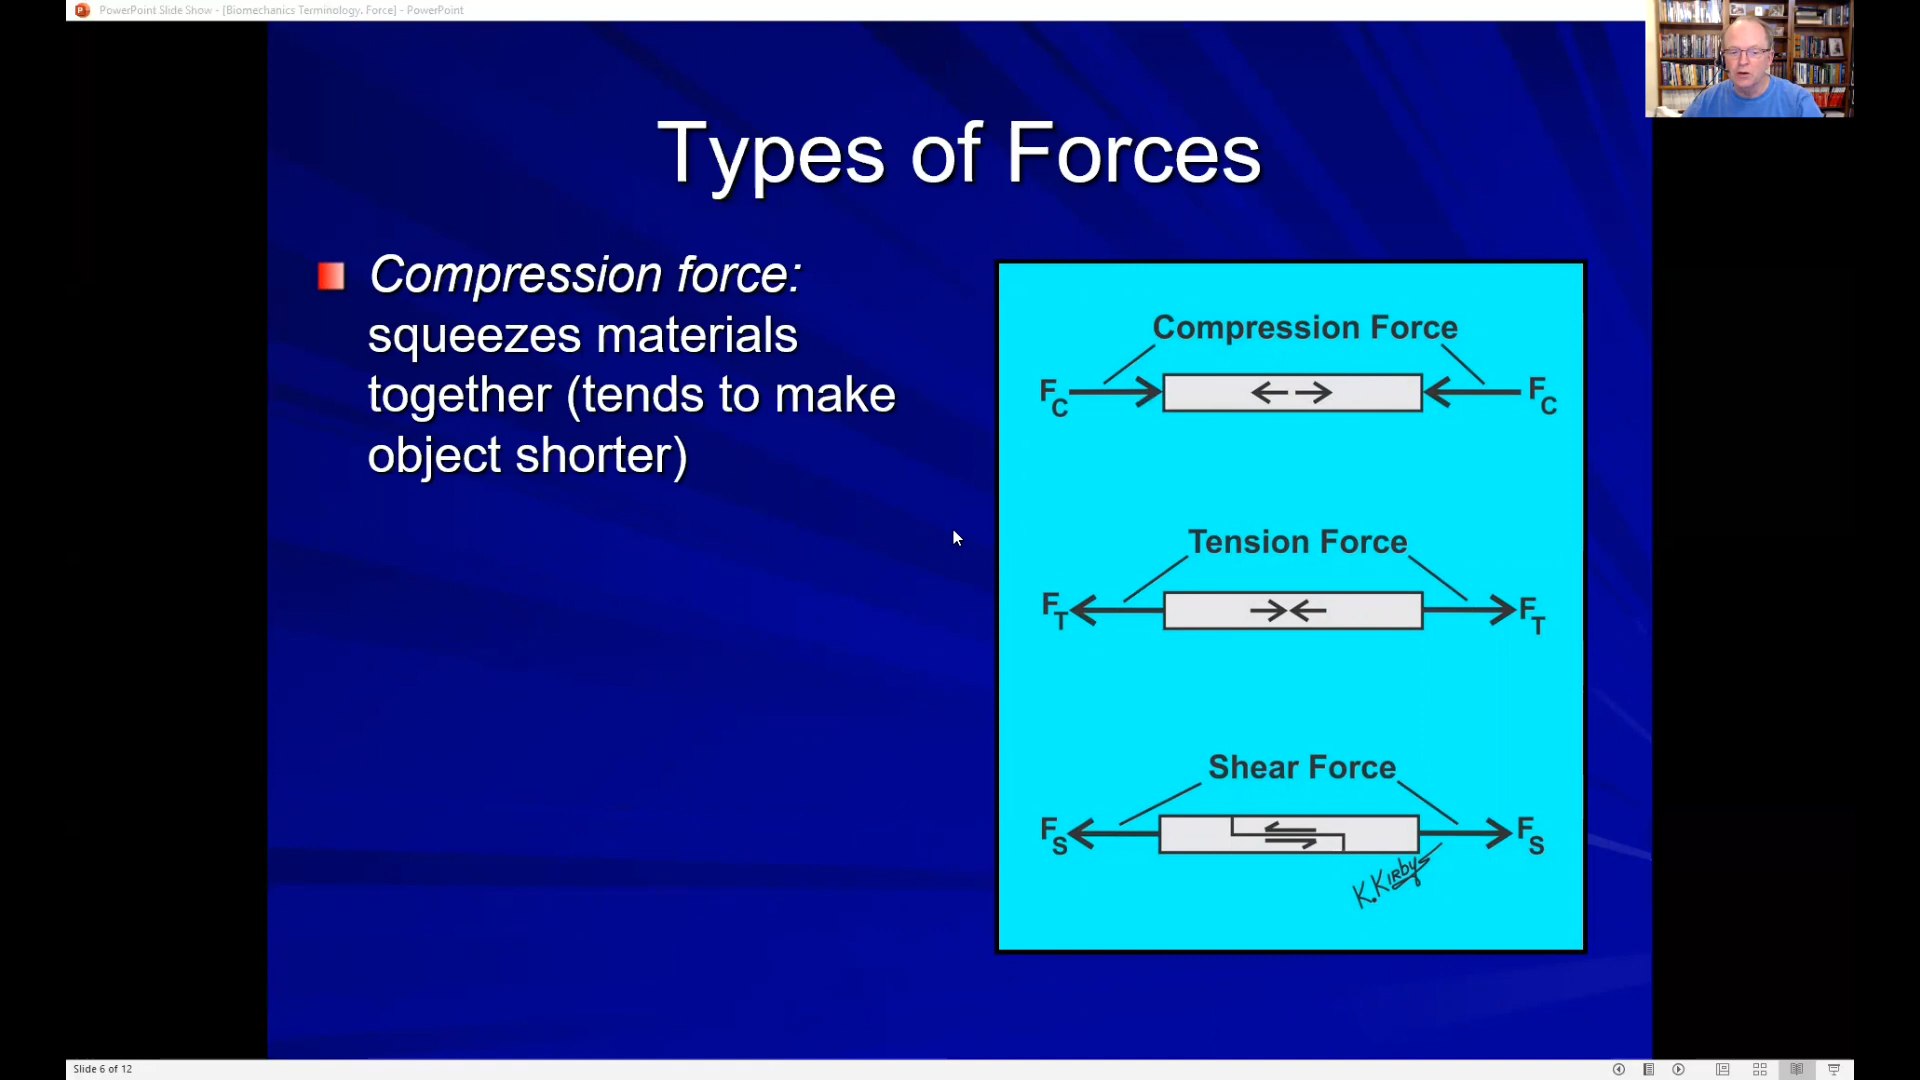 PowerPoint Slide Show - [Biomechanics Terminology. Force] - PowerPoint
Types of Forces
Compression force:
squeezes materials
together (tends to make
object shorter)
Compression Force
FC FC
Tension Force
FT FT
Shear Force
FS FS
K.Kirby
Slide 6 of 12